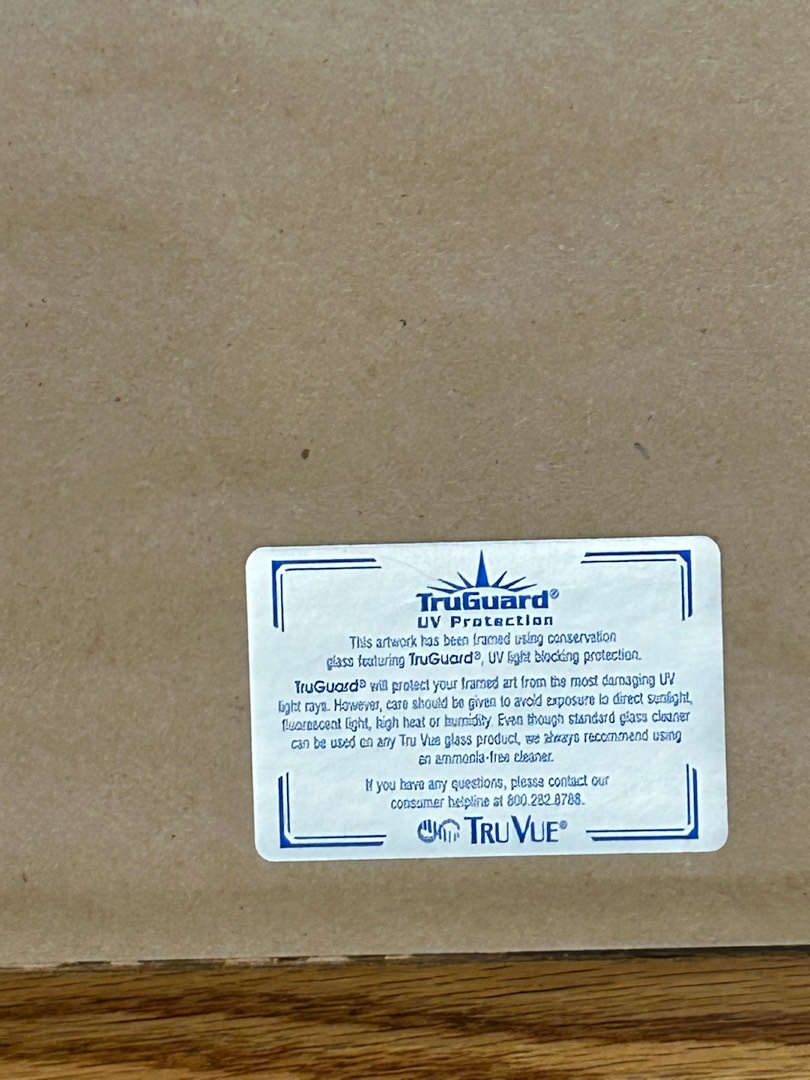 TruGuard®
UV Protection
This artwork has been framed using conservation
glass featuring TruGuard®, UV light blocking protection.
TruGuard® will protect your framed art from the most damaging UV
light rays. However, care should be given to avoid exposure to direct sunlight,
fluorescent light, high heat or humidity. Even though standard glass cleaner
can be used on any Tru Vue glass product, we always recommend using
an ammonia-free cleaner.
If you have any questions, please contact our
consumer helpline at 800.282.8788.
TRU VUE®